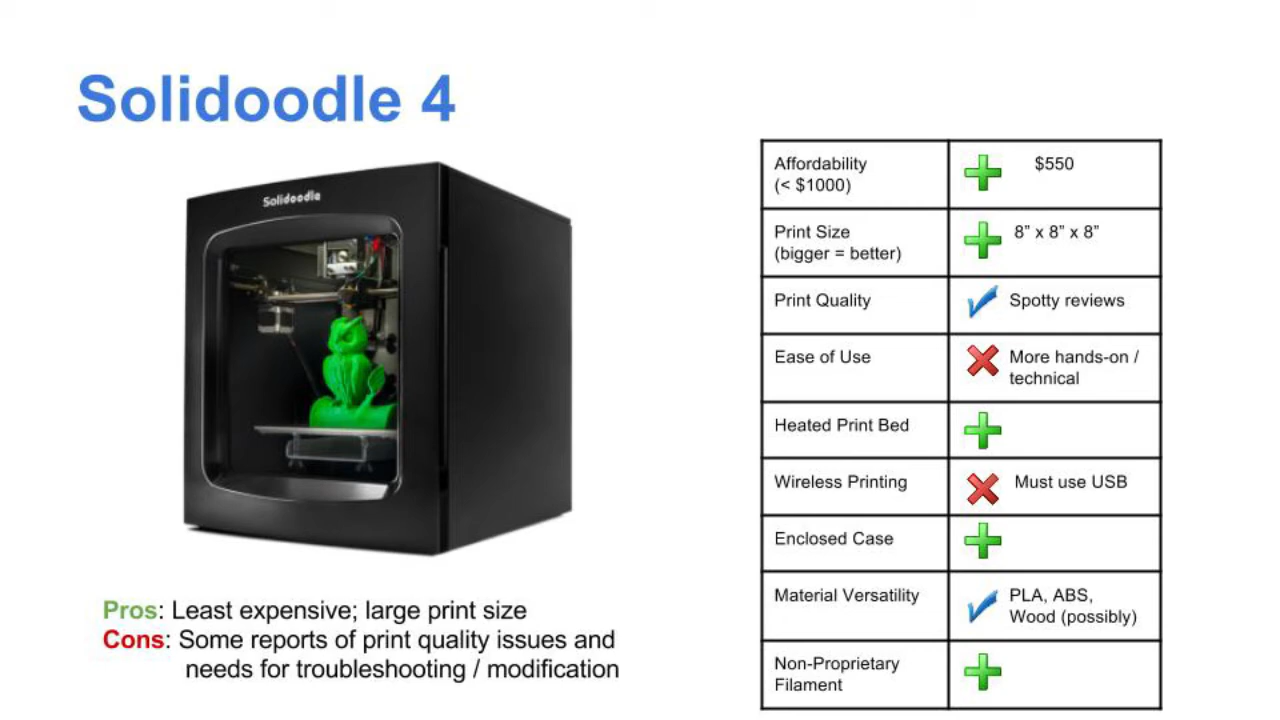 Solidoodle 4
Solidoodle
Pros: Least expensive; large print size
Cons: Some reports of print quality issues and
needs for troubleshooting / modification
Affordability
(< $1000)
$550
Print Size
(bigger = better)
8” x 8” x 8”
Print Quality
Spotty reviews
Ease of Use
More hands-on /
technical
Heated Print Bed
Wireless Printing
Must use USB
Enclosed Case
Material Versatility
PLA, ABS,
Wood (possibly)
Non-Proprietary
Filament